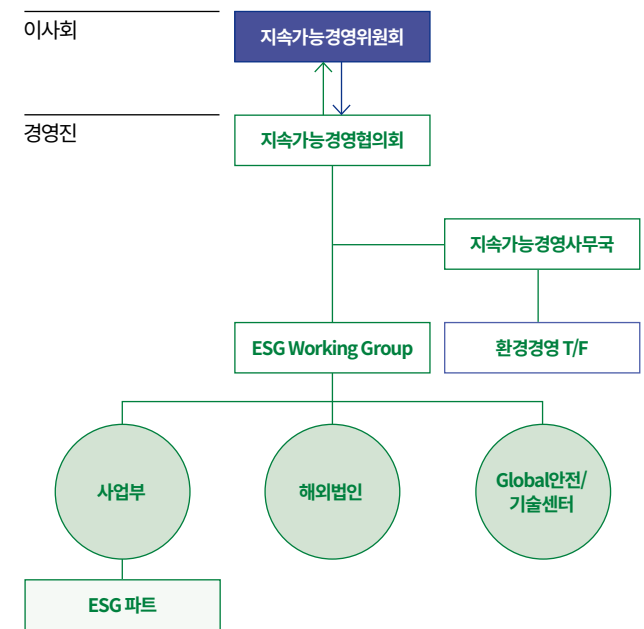 이사회
지속가능경영위원회
경영진
지속가능경영협의회
지속가능경영사무국
ESG Working Group
환경경영 T/F
사업부
해외법인
Global안전/
기술센터
ESG 파트